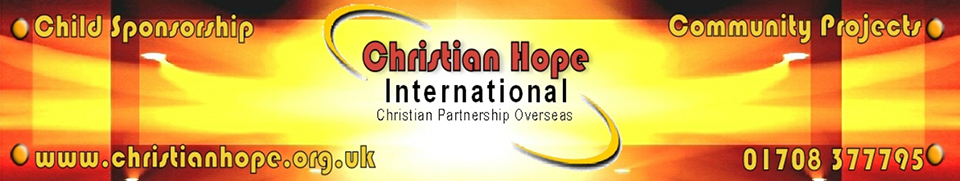 Child Sponsorship
Community Projects
Christian Hope
International
Christian Partnership Overseas
www.christianhope.org.uk
01708 377795